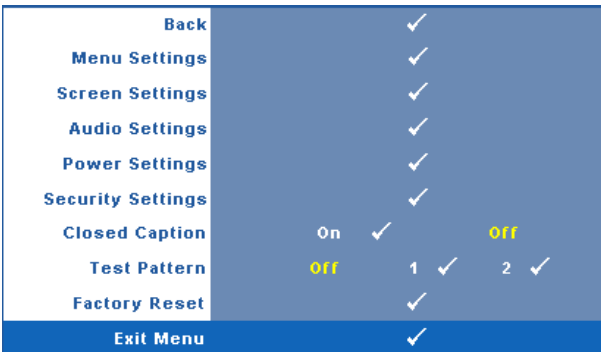 Back ✓
Menu Settings ✓
Screen Settings ✓
Audio Settings ✓
Power Settings ✓
Security Settings ✓
Closed Caption On ✓ Off
Test Pattern Off 1 ✓ 2 ✓
Factory Reset ✓
Exit Menu ✓